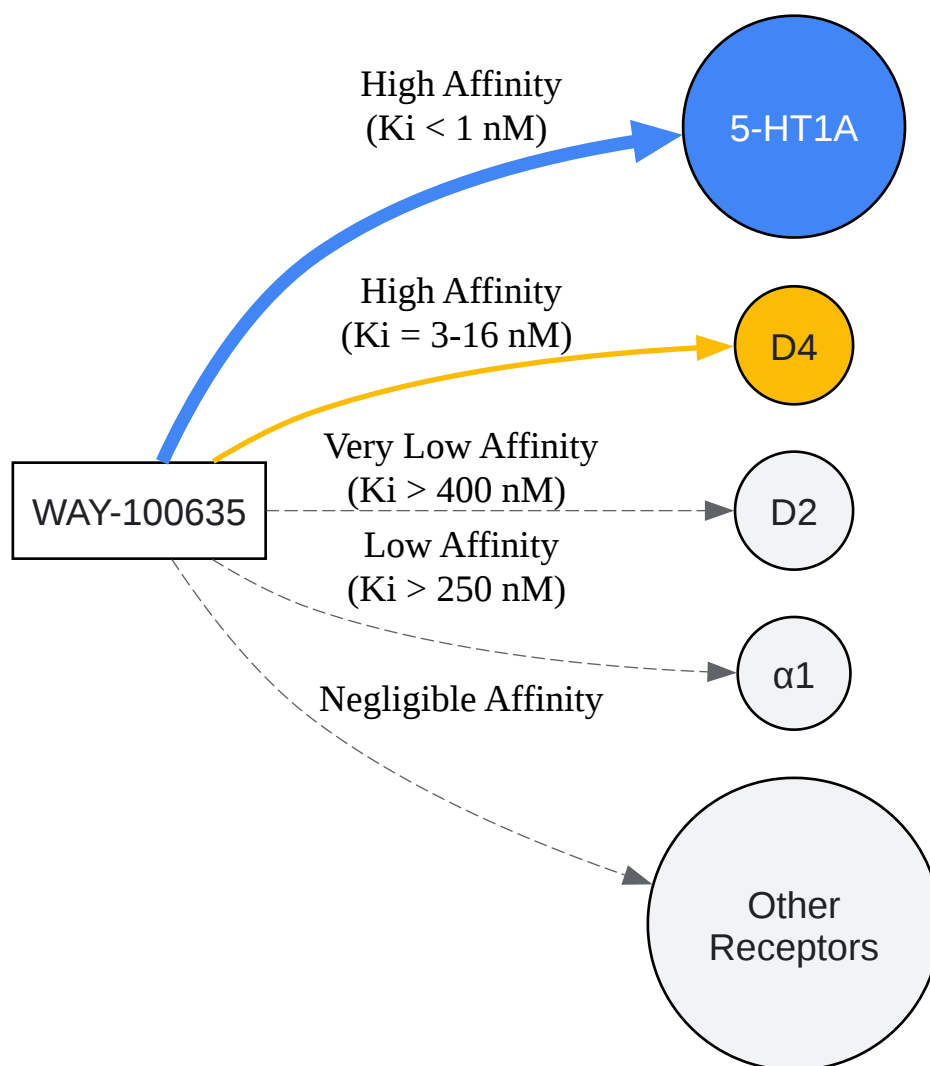 High Affinity
(Ki < 1 nM)
5-HT1A
High Affinity
(Ki = 3-16 nM)
D4
Very Low Affinity
(Ki > 400 nM)
WAY-100635
D2
Low Affinity
(Ki > 250 nM)
α1
Negligible Affinity
Other
Receptors